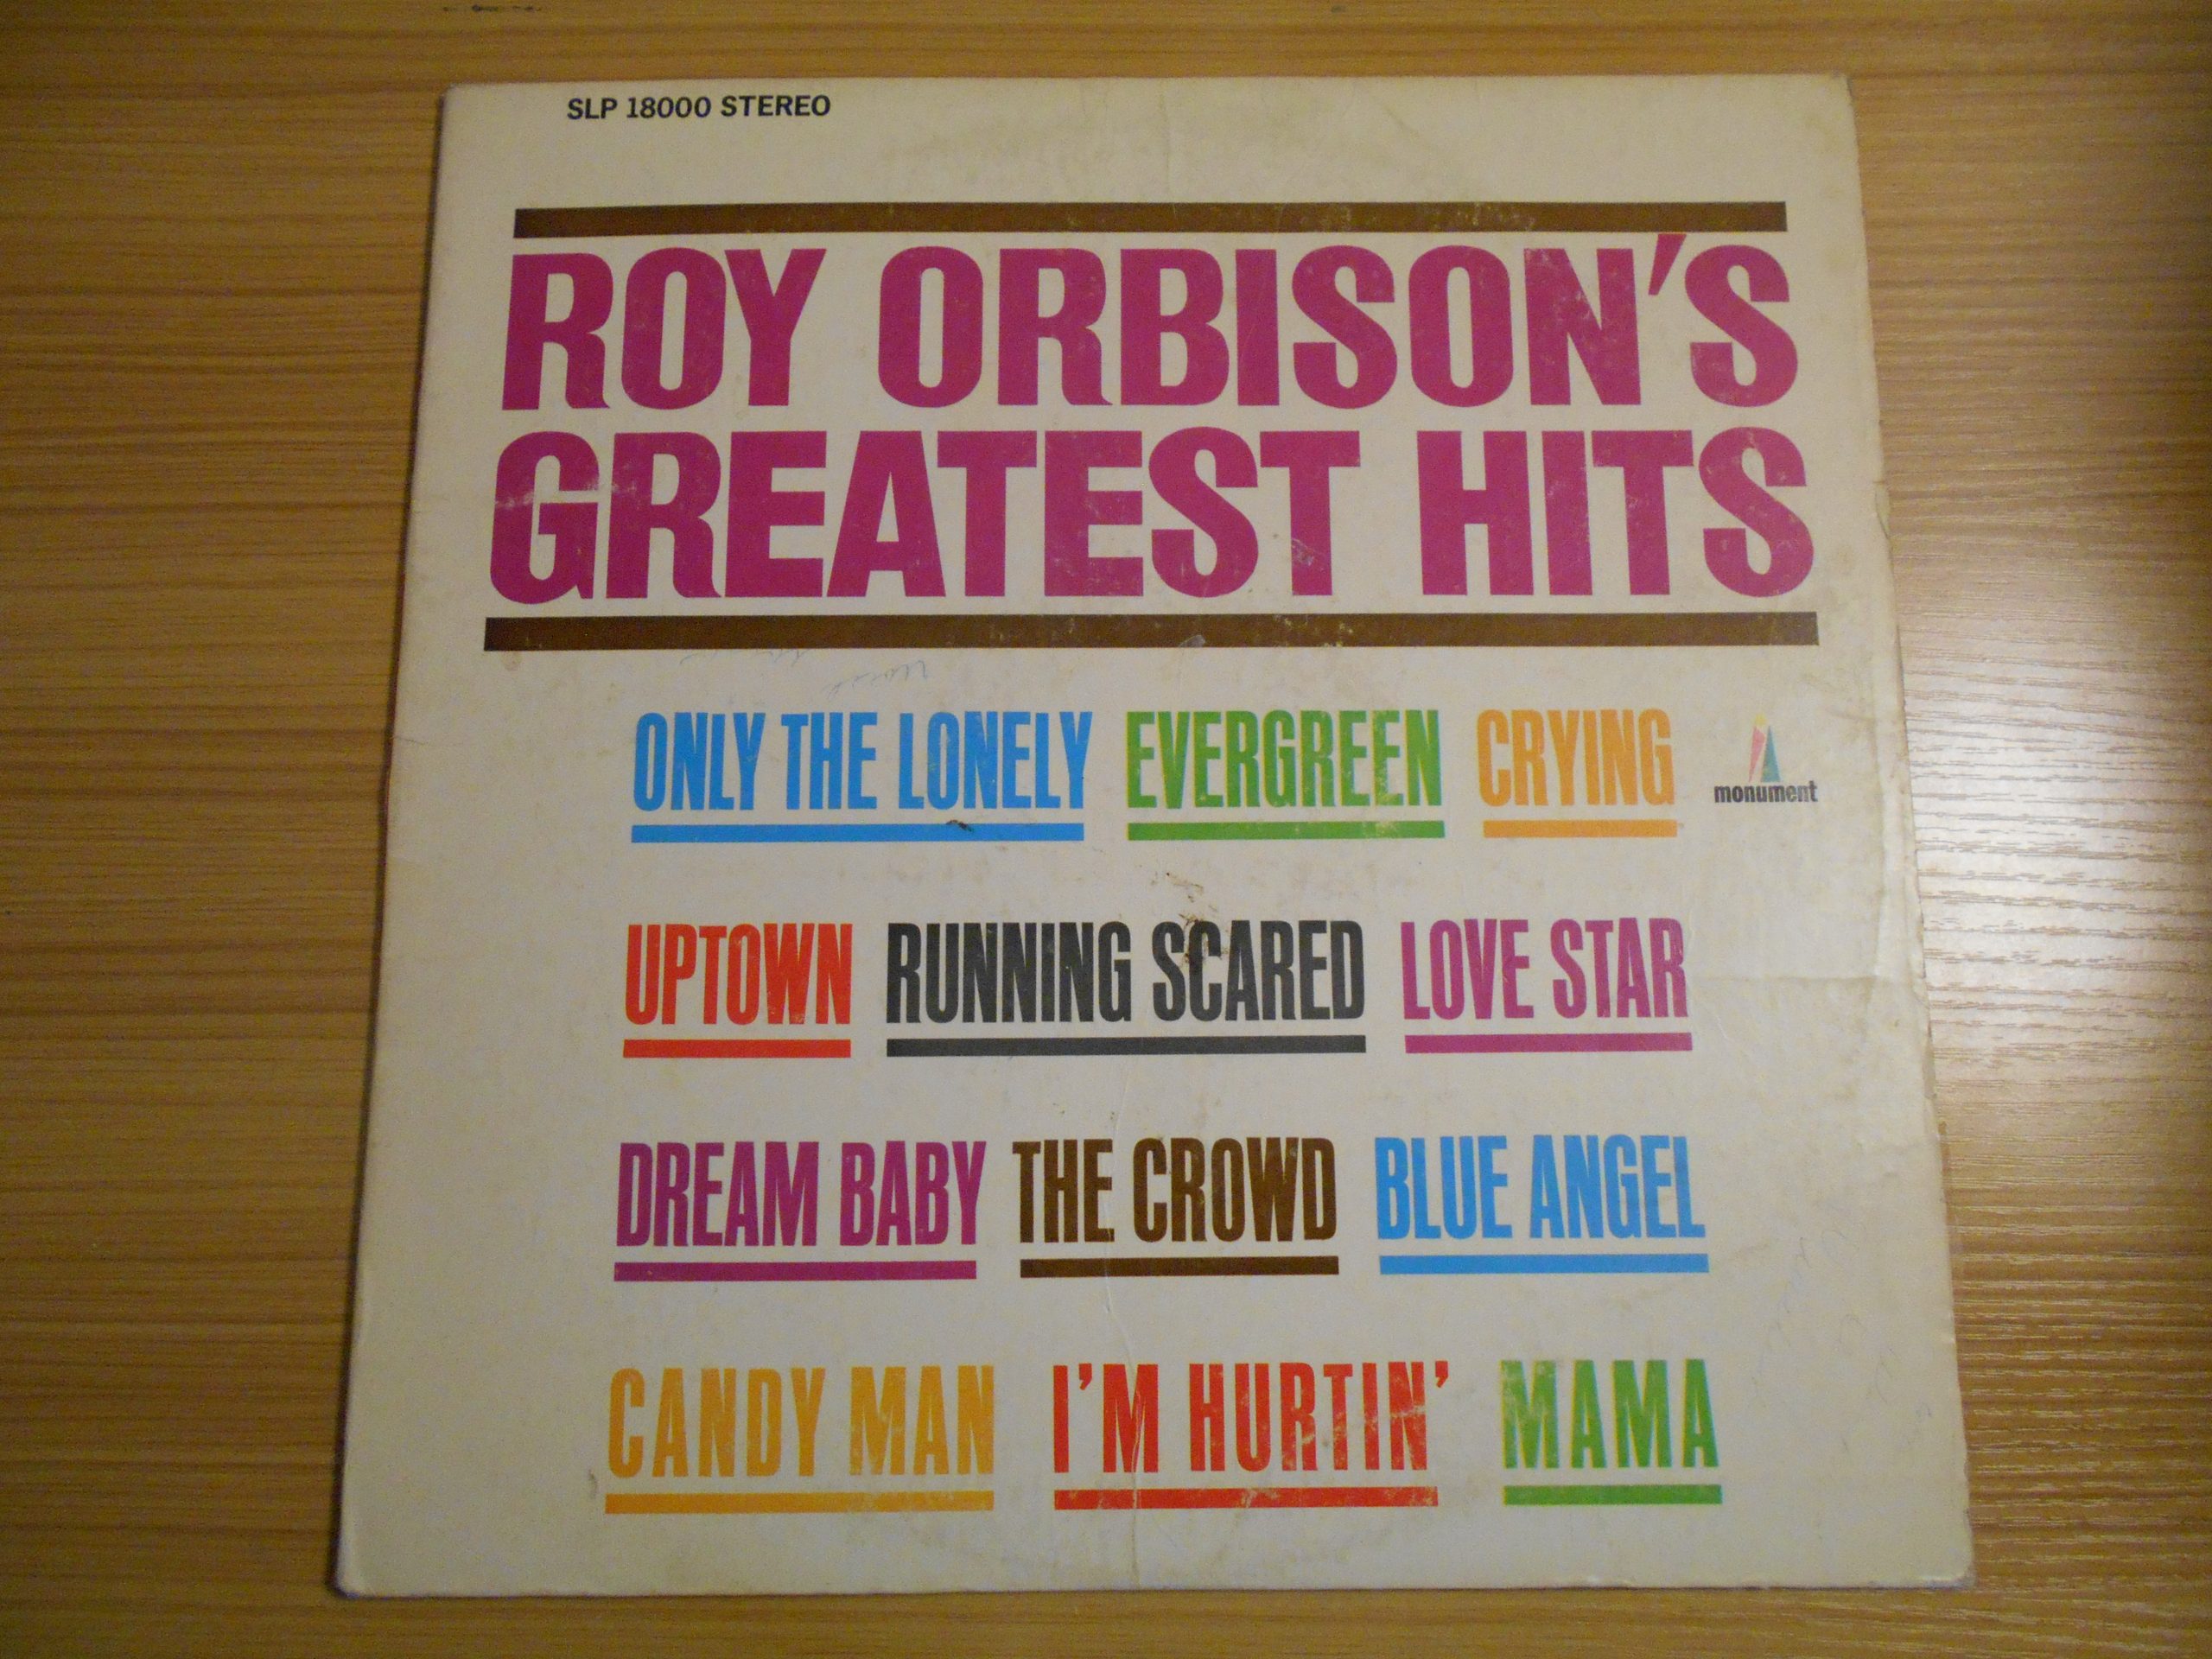 SLP 18000 STEREO
ROY ORBISON'S
GREATEST HITS
ONLY THE LONELY EVERGREEN CRYING
monument
UPTOWN RUNNING SCARED LOVE STAR
DREAM BABY THE CROWD BLUE ANGEL
CANDY MAN I'M HURTIN' MAMA